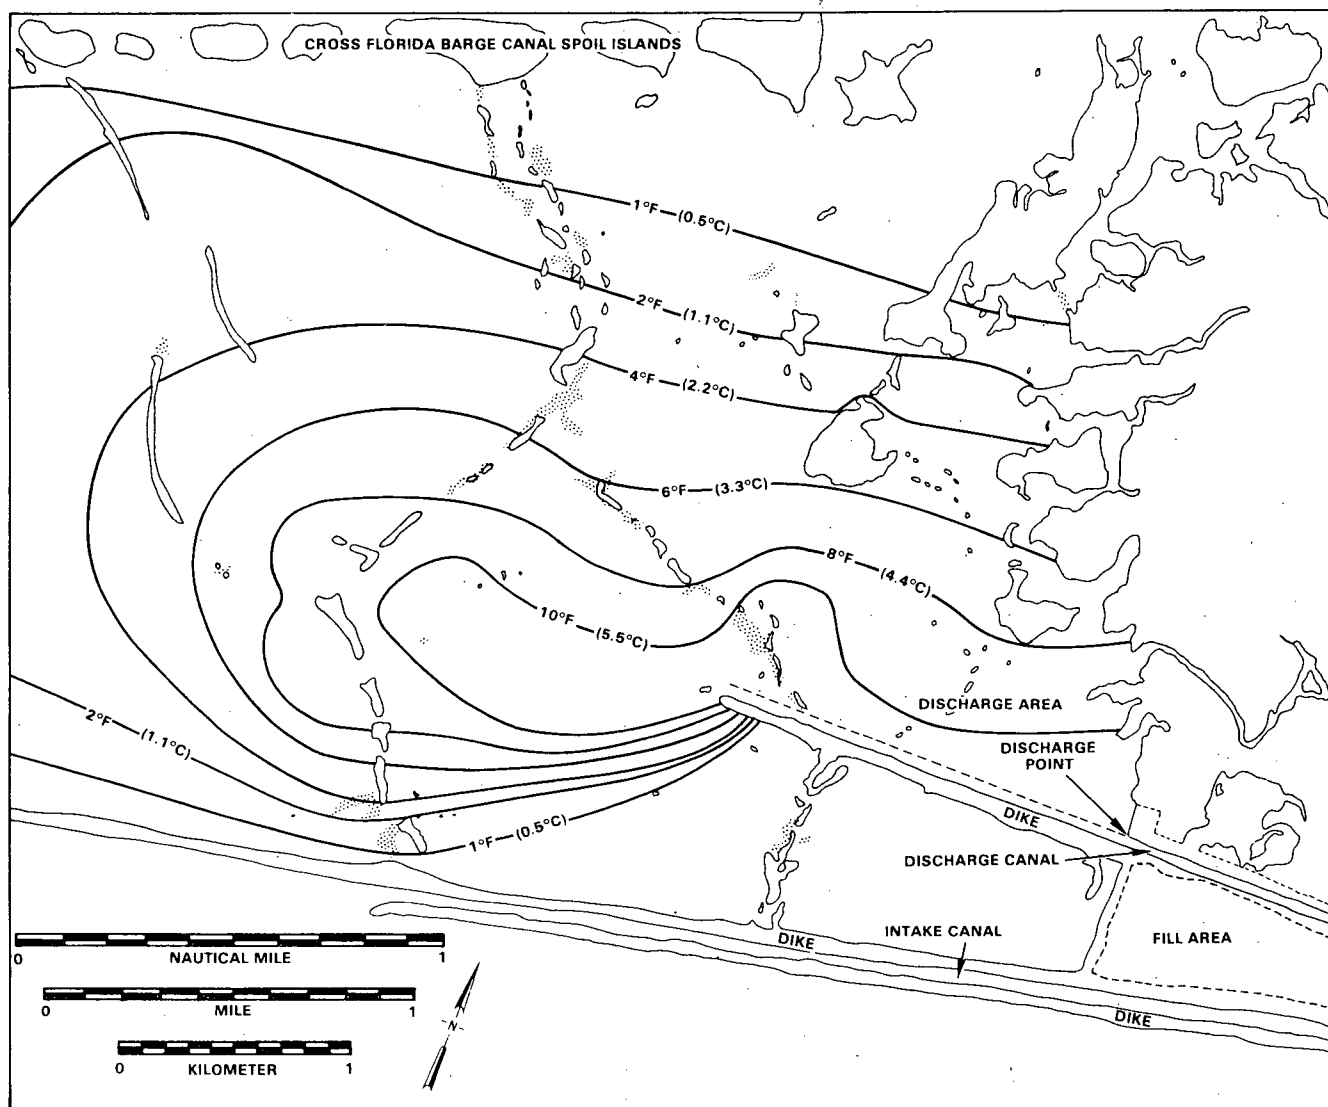 CROSS FLORIDA BARGE CANAL SPOIL ISLANDS
1°F—(0.5°C)
2°F—(1.1°C)
4°F—(2.2°C)
6°F—(3.3°C)
8°F—(4.4°C)
10°F—(5.5°C)
2°F—(1.1°C)
1°F—(0.5°C)
DISCHARGE AREA
DISCHARGE
POINT
DIKE
DISCHARGE CANAL
INTAKE CANAL
DIKE
FILL AREA
DIKE
0
NAUTICAL MILE
1
0
MILE
1
0
KILOMETER
1
N